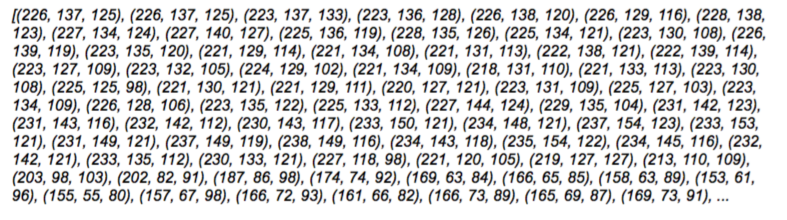 [(226, 137, 125), (226, 137, 125), (223, 137, 133), (223, 136, 128), (226, 138, 120), (226, 129, 116), (228, 138,
123), (227, 134, 124), (227, 140, 127), (225, 136, 119), (228, 135, 126), (225, 134, 121), (223, 130, 108), (226,
139, 119), (223, 135, 120), (221, 129, 114), (221, 134, 108), (221, 131, 113), (222, 138, 121), (222, 139, 114),
(223, 127, 109), (223, 132, 105), (224, 129, 102), (221, 134, 109), (218, 131, 110), (221, 133, 113), (223, 130,
108), (225, 125, 98), (221, 130, 121), (221, 129, 111), (220, 127, 121), (223, 131, 109), (225, 127, 103), (223,
134, 109), (226, 128, 106), (223, 135, 122), (225, 133, 112), (227, 144, 124), (229, 135, 104), (231, 142, 123),
(231, 143, 116), (232, 142, 112), (230, 143, 117), (233, 150, 121), (234, 148, 121), (237, 154, 123), (233, 153,
121), (231, 149, 121), (237, 149, 119), (238, 149, 116), (234, 143, 118), (235, 154, 122), (234, 145, 116), (232,
142, 121), (233, 135, 112), (230, 133, 121), (227, 118, 98), (221, 120, 105), (219, 127, 127), (213, 110, 109),
(203, 98, 103), (202, 82, 91), (187, 86, 98), (174, 74, 92), (169, 63, 84), (166, 65, 85), (158, 63, 89), (153, 61,
96), (155, 55, 80), (157, 67, 98), (166, 72, 93), (161, 66, 82), (166, 73, 89), (165, 69, 87), (169, 73, 91), ...